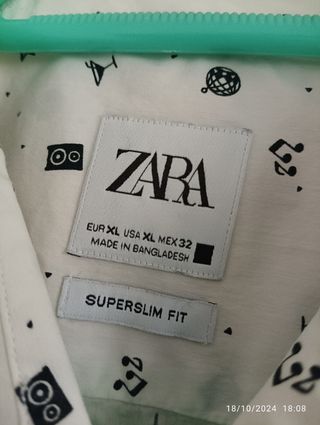 ZARA
EUR XL USA XL MEX 32
MADE IN BANGLADESH
SUPERSLIM FIT
18/10/2024 18:08